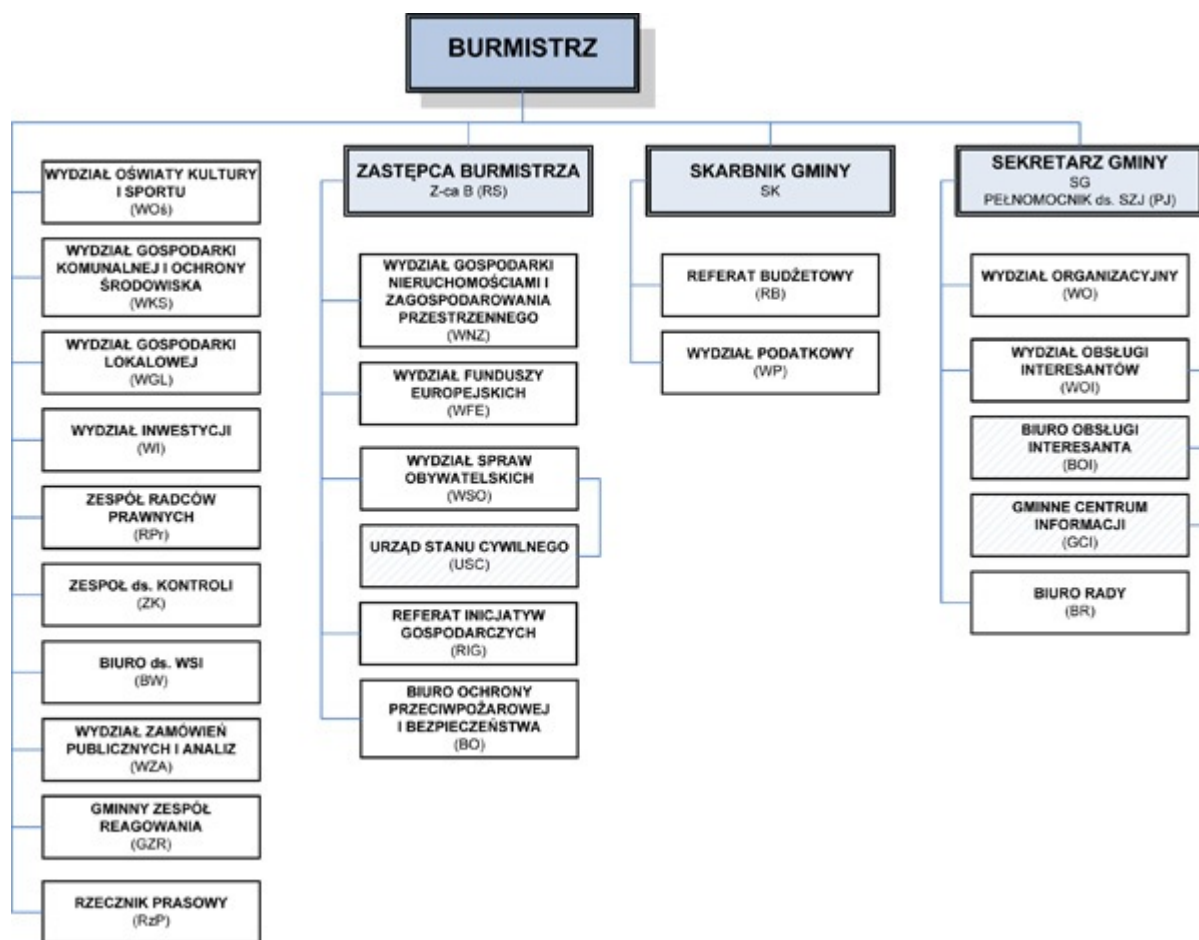 BURMISTRZ
WYDZIAŁ OŚWIATY KULTURY
I SPORTU
(WOś)
WYDZIAŁ GOSPODARKI
KOMUNALNEJ I OCHRONY
ŚRODOWISKA
(WKS)
WYDZIAŁ GOSPODARKI
LOKALOWEJ
(WGL)
WYDZIAŁ INWESTYCJI
(WI)
ZESPÓŁ RADCÓW
PRAWNYCH
(RPr)
ZESPOŁ ds. KONTROLI
(ZK)
BIURO ds. WSI
(BW)
WYDZIAŁ ZAMÓWIEŃ
PUBLICZNYCH I ANALIZ
(WZA)
GMINNY ZESPÓŁ
REAGOWANIA
(GZR)
RZECZNIK PRASOWY
(RzP)
ZASTĘPCA BURMISTRZA
Z-ca B (RS)
WYDZIAŁ GOSPODARKI
NIERUCHOMOŚCIAMI I
ZAGOSPODAROWANIA
PRZESTRZENNEGO
(WNZ)
WYDZIAŁ FUNDUSZY
EUROPEJSKICH
(WFE)
WYDZIAŁ SPRAW
OBYWATELSKICH
(WSO)
URZĄD STANU CYWILNEGO
(USC)
REFERAT INICJATYW
GOSPODARCZYCH
(RIG)
BIURO OCHRONY
PRZECIWPOŻAROWEJ
I BEZPIECZEŃSTWA
(BO)
SKARBNIK GMINY
SK
REFERAT BUDŻETOWY
(RB)
WYDZIAŁ PODATKOWY
(WP)
SEKRETARZ GMINY
SG
PEŁNOMOCNIK ds. SZJ (PJ)
WYDZIAŁ ORGANIZACYJNY
(WO)
WYDZIAŁ OBSŁUGI
INTERESANTÓW
(WOI)
BIURO OBSŁUGI
INTERESANTA
(BOI)
GMINNE CENTRUM
INFORMACJI
(GCI)
BIURO RADY
(BR)